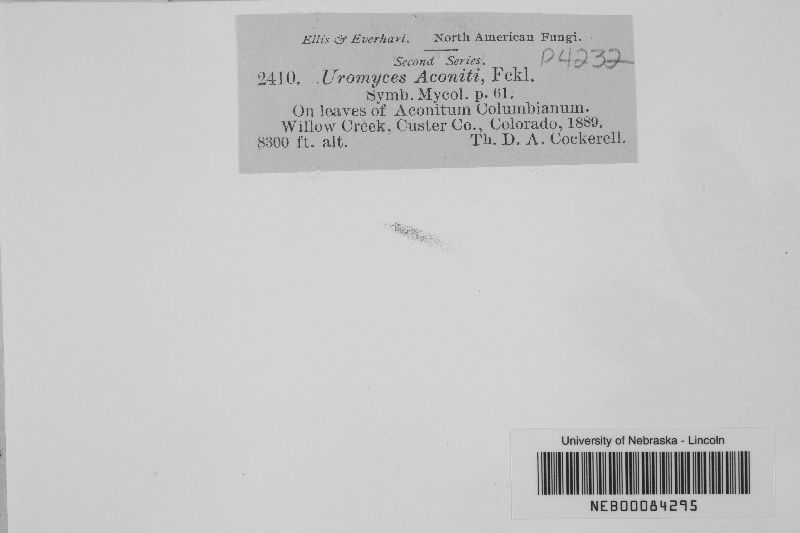 Ellis & Everhart. North American Fungi.
Second Series.
P4232
2410. Uromyces Aconiti, Fckl.
Symb. Mycol. p. 61.
On leaves of Aconitum Columbianum.
Willow Creek, Custer Co., Colorado, 1889.
8300 ft. alt. Th. D. A. Cockerell.
University of Nebraska - Lincoln
NEB00084295